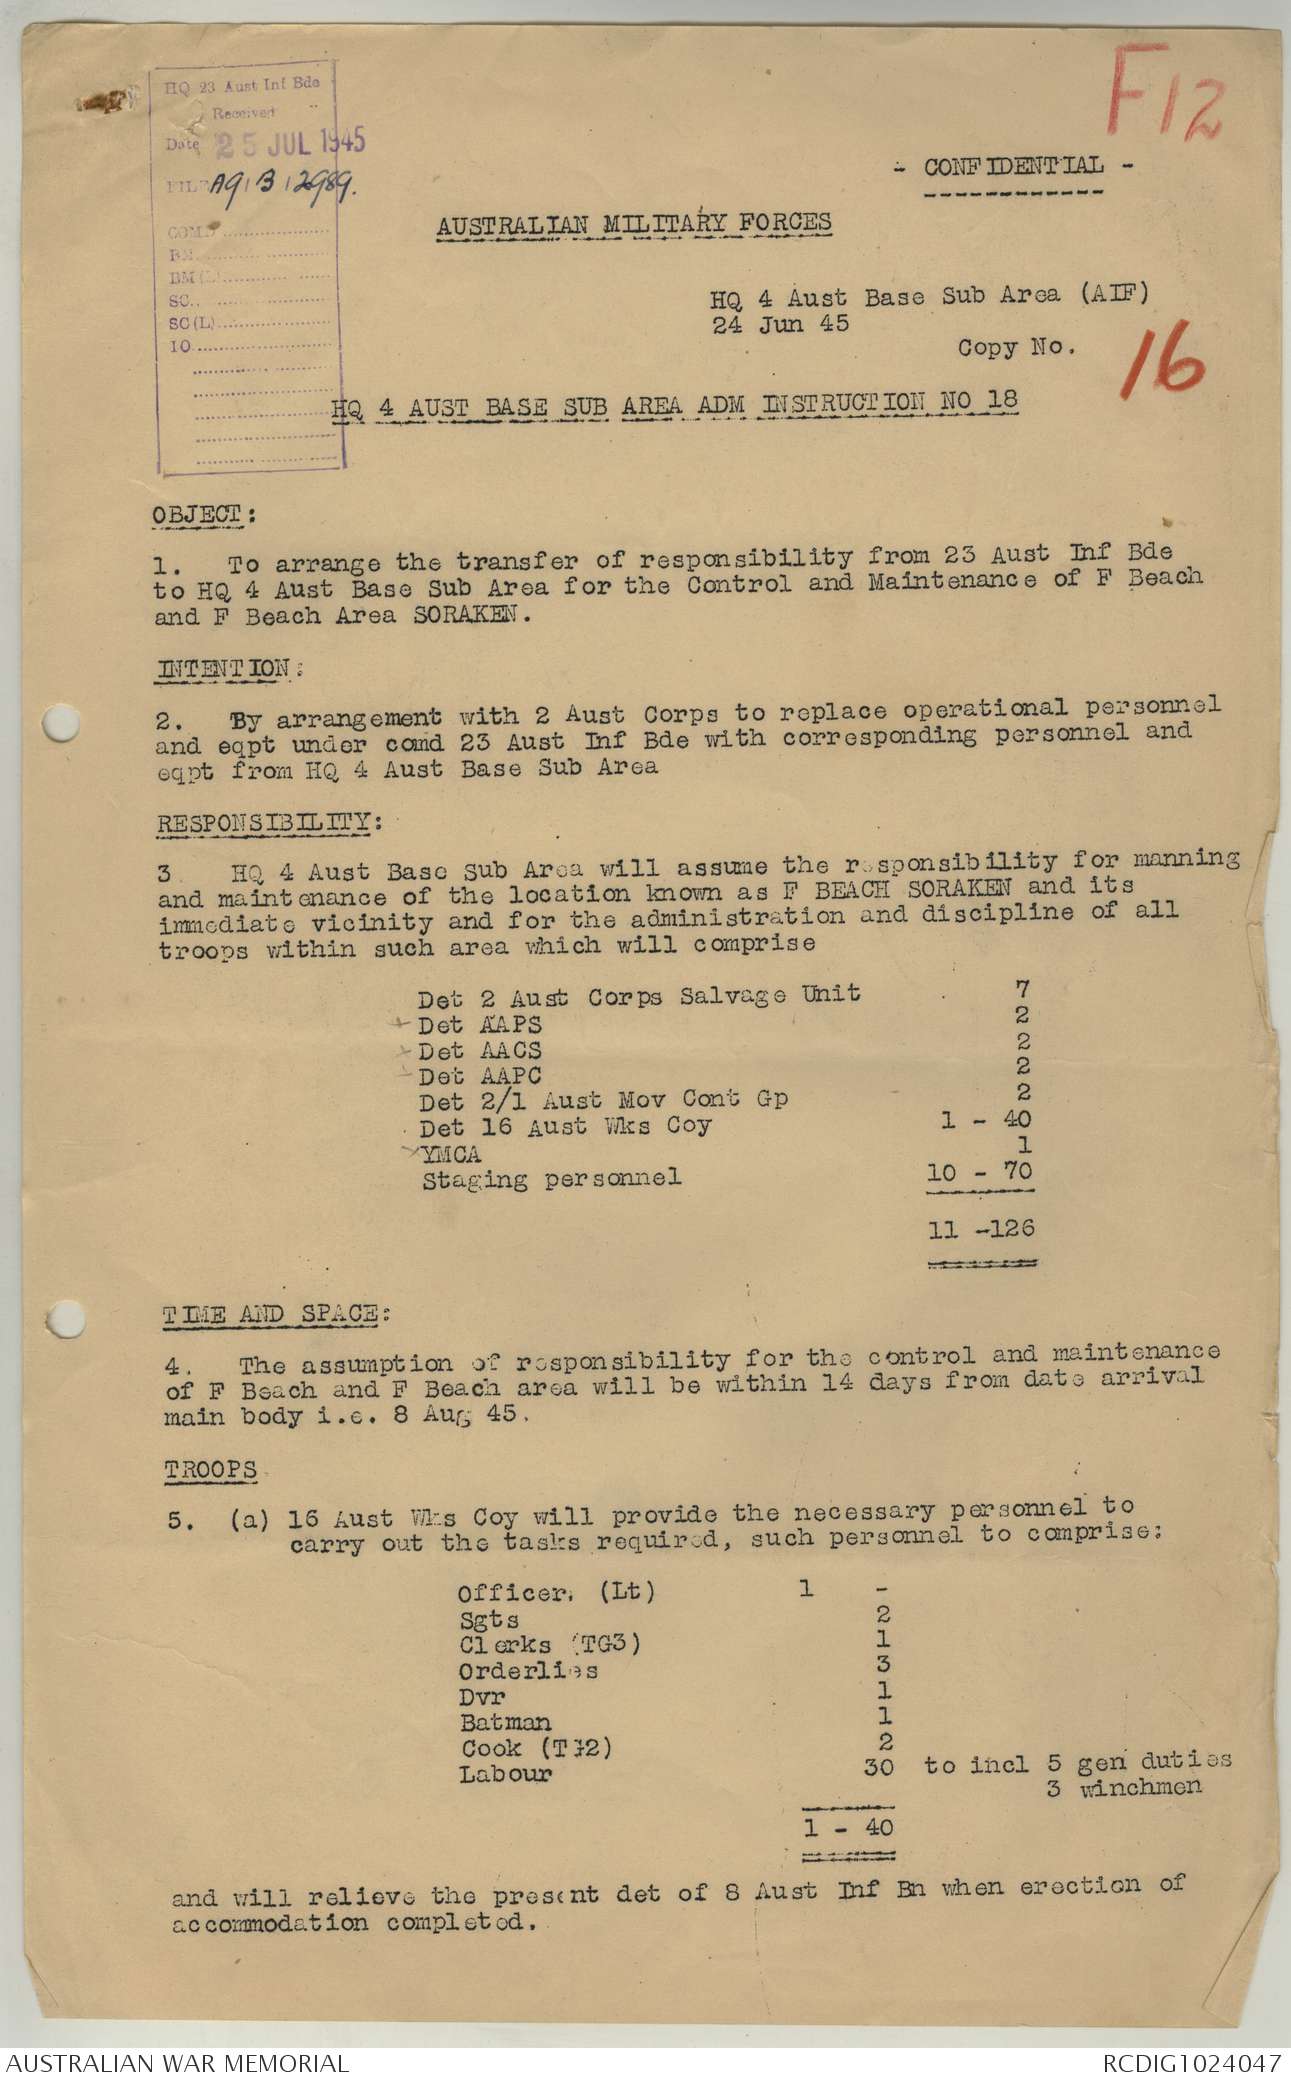 HQ 23 Aust Inf Bde
Received
Date 25 JUL 1945
FILE A9/B/2989.
COMD
BM
BM (L)
SC
SC (L)
IO
F12
- CONFIDENTIAL -
AUSTRALIAN MILITARY FORCES
HQ 4 Aust Base Sub Area (AIF)
24 Jun 45
Copy No. 16
HQ 4 AUST BASE SUB AREA ADM INSTRUCTION NO 18
OBJECT:
1. To arrange the transfer of responsibility from 23 Aust Inf Bde
to HQ 4 Aust Base Sub Area for the Control and Maintenance of F Beach
and F Beach Area SORAKEN.
INTENTION:
2. By arrangement with 2 Aust Corps to replace operational personnel
and eqpt under comd 23 Aust Inf Bde with corresponding personnel and
eqpt from HQ 4 Aust Base Sub Area
RESPONSIBILITY:
3 HQ 4 Aust Base Sub Area will assume the responsibility for manning
and maintenance of the location known as F BEACH SORAKEN and its
immediate vicinity and for the administration and discipline of all
troops within such area which will comprise
Det 2 Aust Corps Salvage Unit 7
Det AAPS 2
Det AACS 2
Det AAPC 2
Det 2/1 Aust Mov Cont Gp 2
Det 16 Aust Wks Coy 1 - 40
YMCA 1
Staging personnel 10 - 70
11 -126
TIME AND SPACE:
4. The assumption of responsibility for the control and maintenance
of F Beach and F Beach area will be within 14 days from date arrival
main body i.e. 8 Aug 45.
TROOPS
5. (a) 16 Aust Wks Coy will provide the necessary personnel to
carry out the tasks required, such personnel to comprise:
Officer. (Lt) 1 -
Sgts 2
Clerks (TG3) 1
Orderlies 3
Dvr 1
Batman 1
Cook (TG2) 2
Labour 30 to incl 5 gen duties
3 winchmen
1 - 40
and will relieve the present det of 8 Aust Inf Bn when erection of
accommodation completed.
AUSTRALIAN WAR MEMORIAL
RCDIG1024047